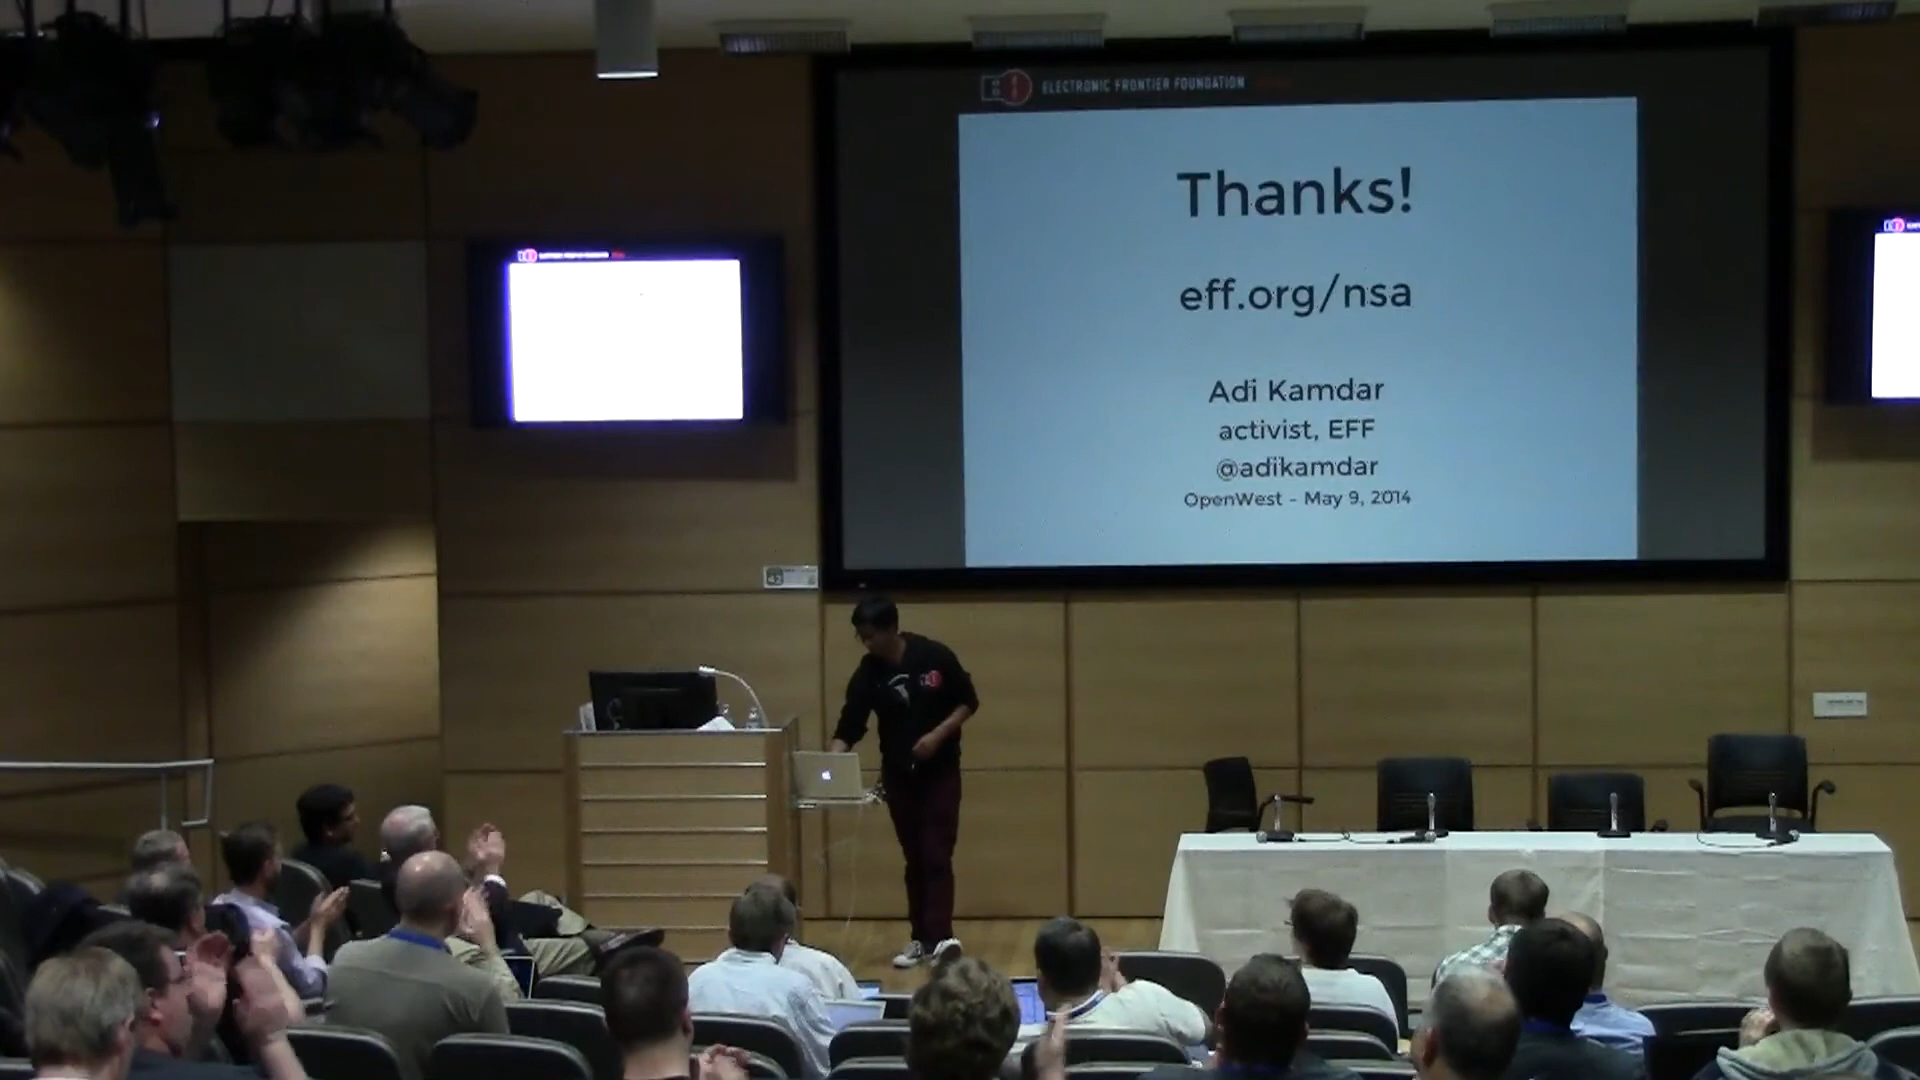 ELECTRONIC FRONTIER FOUNDATION
Thanks!
eff.org/nsa
Adi Kamdar
activist, EFF
@adikamdar
OpenWest - May 9, 2014